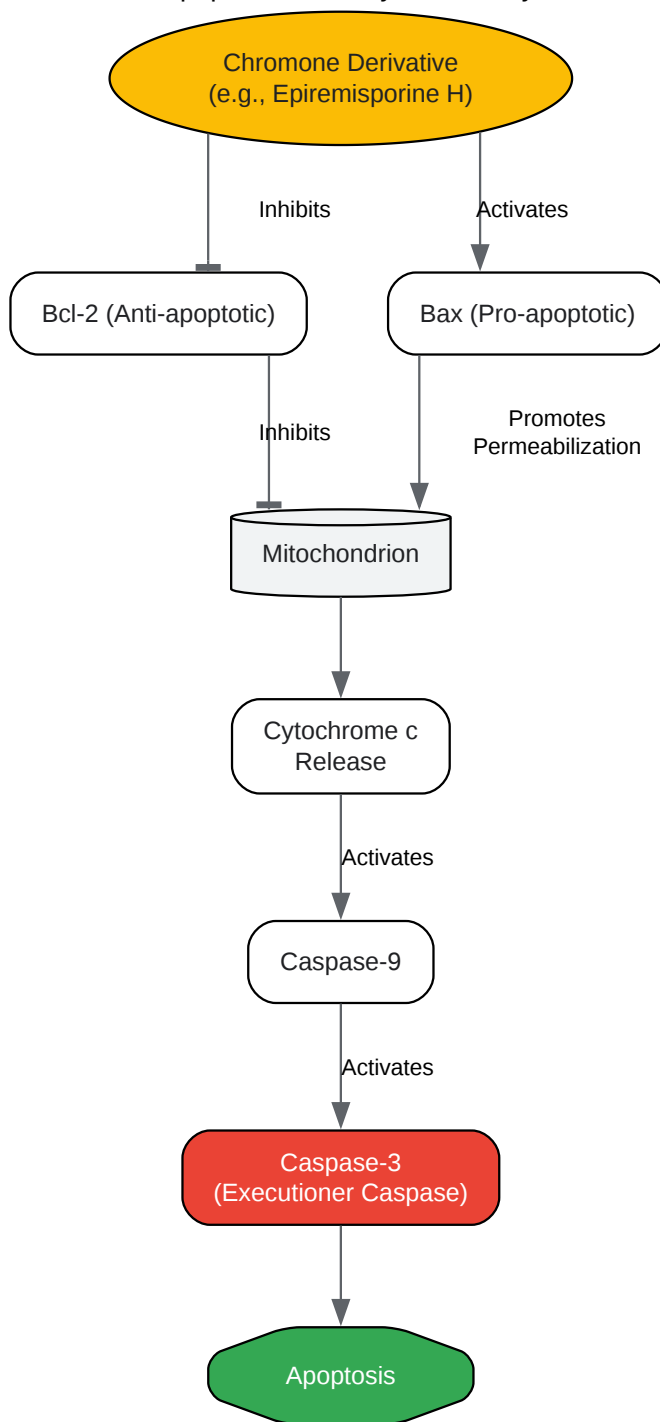 Chromone Derivative
(e.g., Epiremisporine H)
Inhibits
Activates
Bcl-2 (Anti-apoptotic)
Bax (Pro-apoptotic)
Inhibits
Promotes
Permeabilization
Mitochondrion
Cytochrome c
Release
Activates
Caspase-9
Activates
Caspase-3
(Executioner Caspase)
Apoptosis